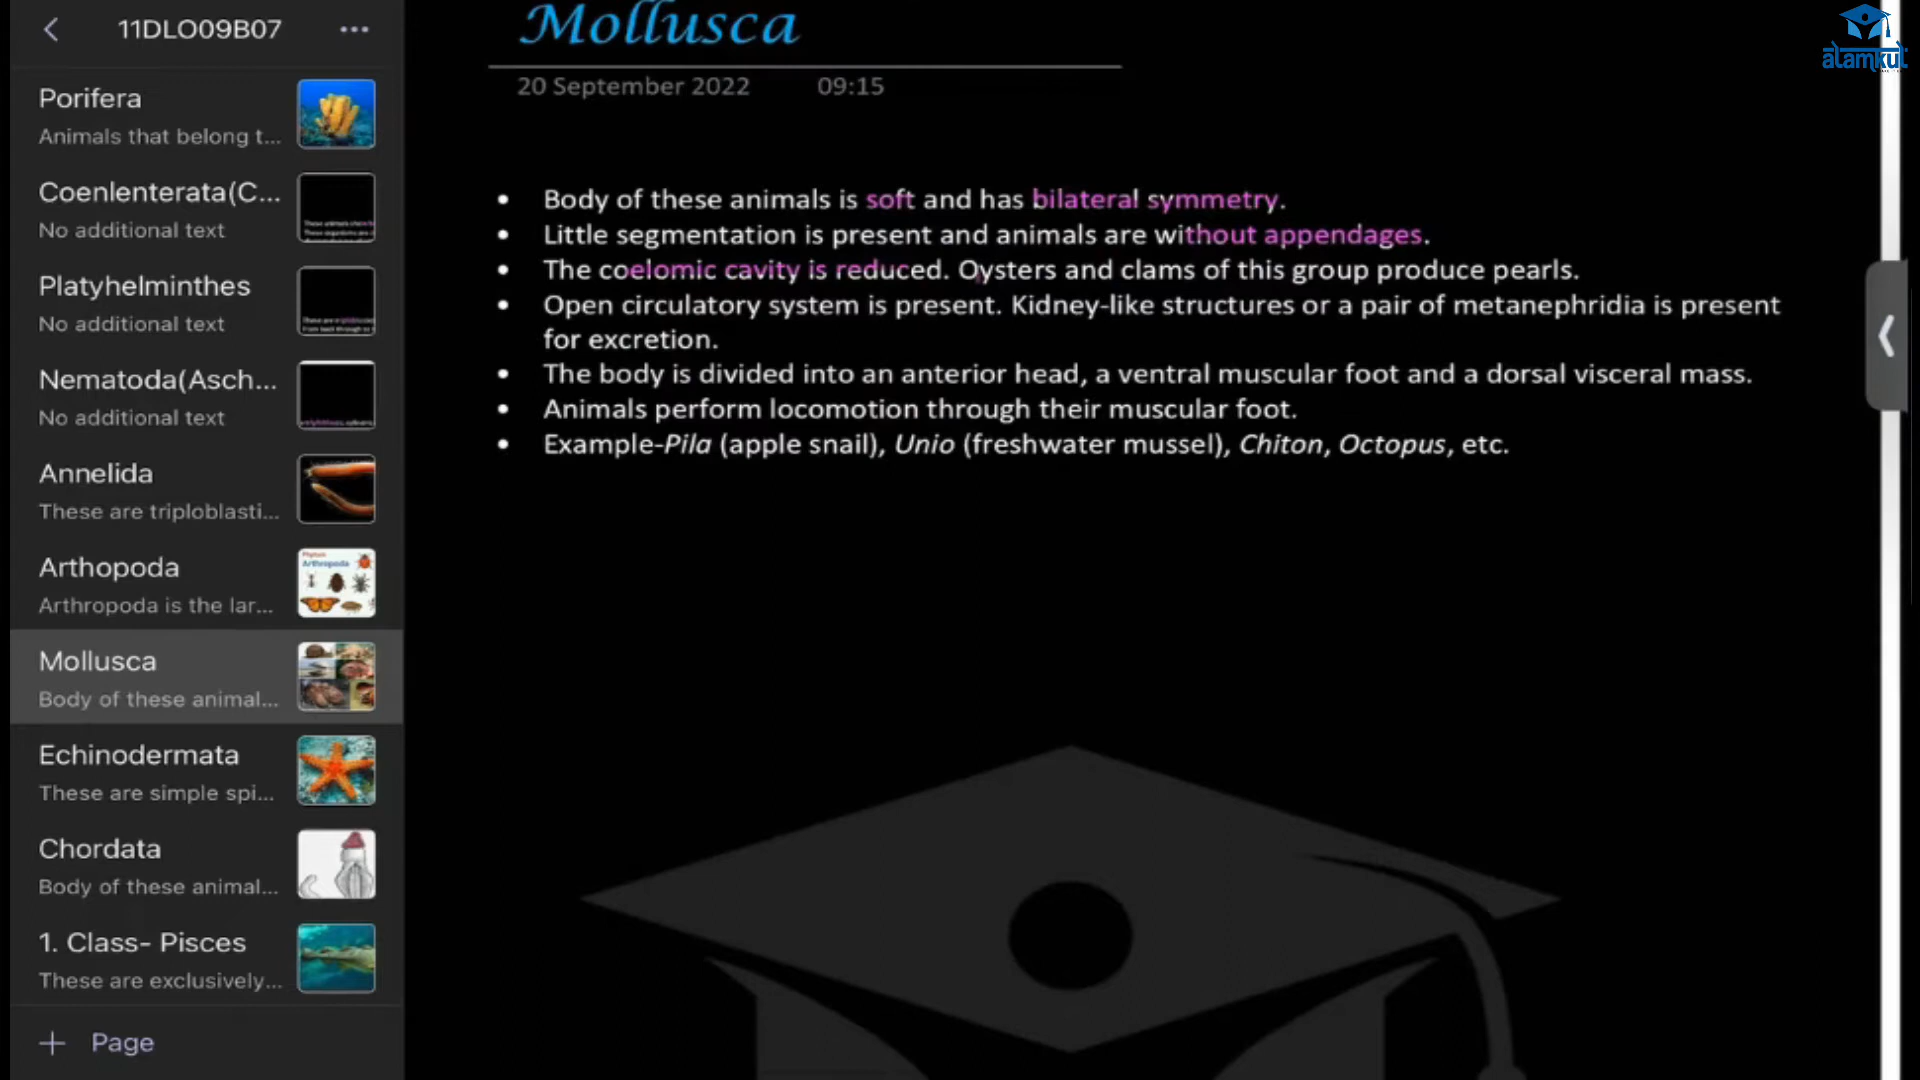 11DLO09B07
Porifera
Animals that belong t...
Coenlenterata(C...
No additional text
Platyhelminthes
No additional text
Nematoda(Asch...
No additional text
Annelida
These are triploblasti...
Arthopoda
Arthropoda is the lar...
Mollusca
Body of these animal...
Echinodermata
These are simple spi...
Chordata
Body of these animal...
1. Class- Pisces
These are exclusively...
+ Page
Mollusca
20 September 2022 09:15
• Body of these animals is soft and has bilateral symmetry.
• Little segmentation is present and animals are without appendages.
• The coelomic cavity is reduced. Oysters and clams of this group produce pearls.
• Open circulatory system is present. Kidney-like structures or a pair of metanephridia is present
for excretion.
• The body is divided into an anterior head, a ventral muscular foot and a dorsal visceral mass.
• Animals perform locomotion through their muscular foot.
• Example-Pila (apple snail), Unio (freshwater mussel), Chiton, Octopus, etc.
alamkut